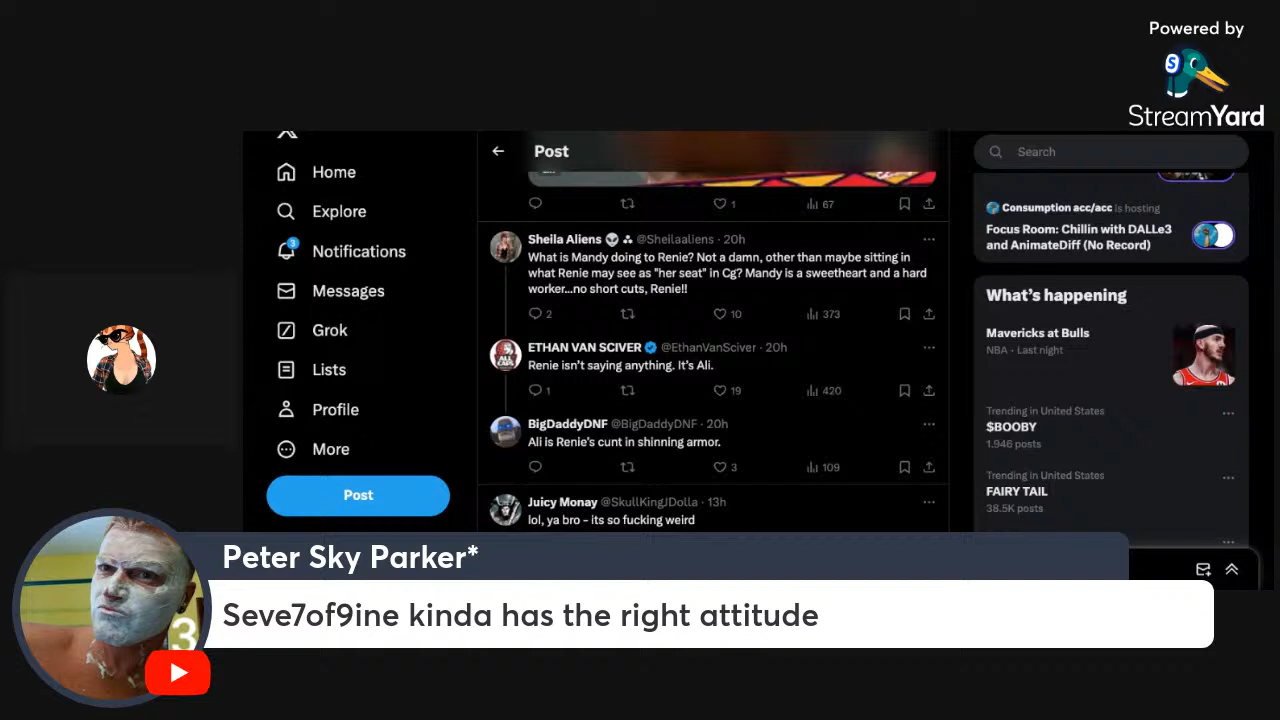 Powered by
StreamYard
Home
Explore
3
Notifications
Messages
Grok
Lists
Profile
More
Post
Post
1
67
Sheila Aliens @Sheilaaliens · 20h
What is Mandy doing to Renie? Not a damn, other than maybe sitting in
what Renie may see as "her seat" in Cg? Mandy is a sweetheart and a hard
worker...no short cuts, Renie!!
2
10
373
ETHAN VAN SCIVER @EthanVanSciver · 20h
Renie isn't saying anything. It's Ali.
1
19
420
BigDaddyDNF @BigDaddyDNF · 20h
Ali is Renie's cunt in shinning armor.
3
109
Juicy Monay @SkullKingJDolla · 13h
lol, ya bro - its so fucking weird
Search
Consumption acc/acc is hosting
Focus Room: Chillin with DALLe3
and AnimateDiff (No Record)
What's happening
Mavericks at Bulls
NBA · Last night
Trending in United States
$BOOBY
1.946 posts
Trending in United States
FAIRY TAIL
38.5K posts
Peter Sky Parker*
Seve7of9ine kinda has the right attitude
3